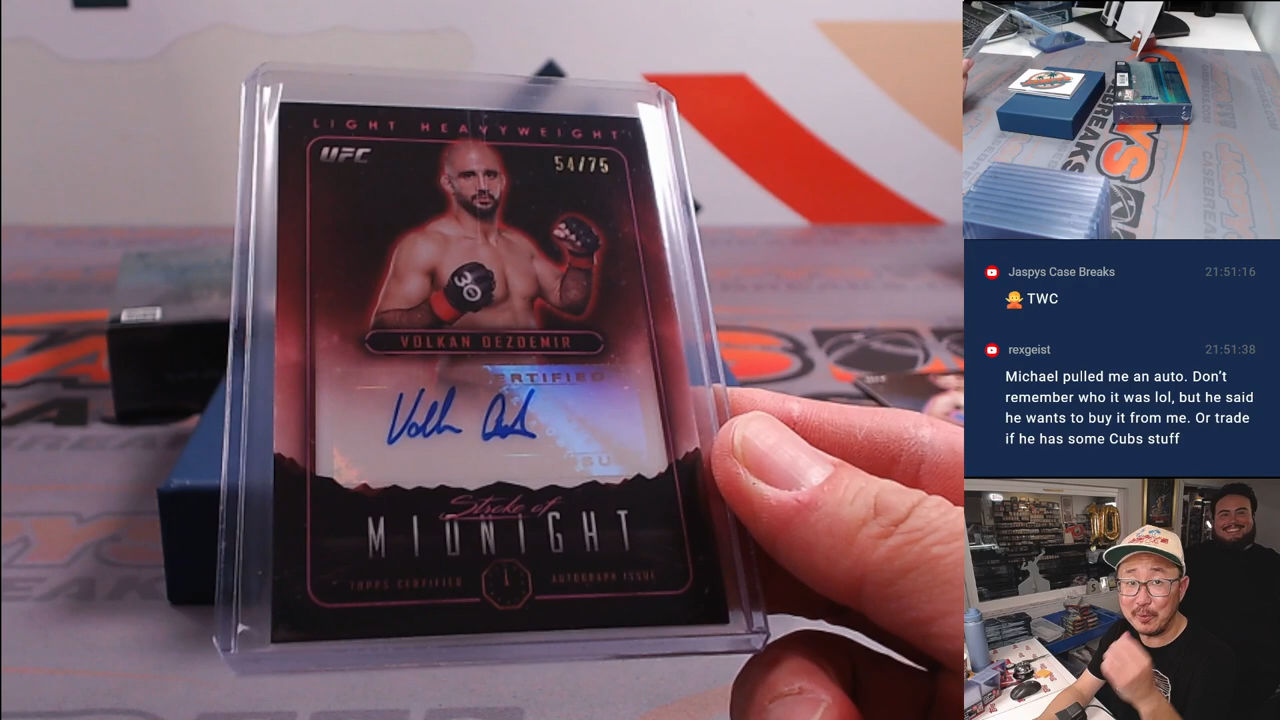 LIGHT HEAVYWEIGHT
UFC
54/75
30
VOLKAN OEZDEMIR
CERTIFIED
Stroke of
MIDNIGHT
TOPPS CERTIFIED
AUTOGRAPH ISSUE
Jaspys Case Breaks
21:51:16
TWC
rexgeist
21:51:38
Michael pulled me an auto. Don't
remember who it was lol, but he said
he wants to buy it from me. Or trade
if he has some Cubs stuff